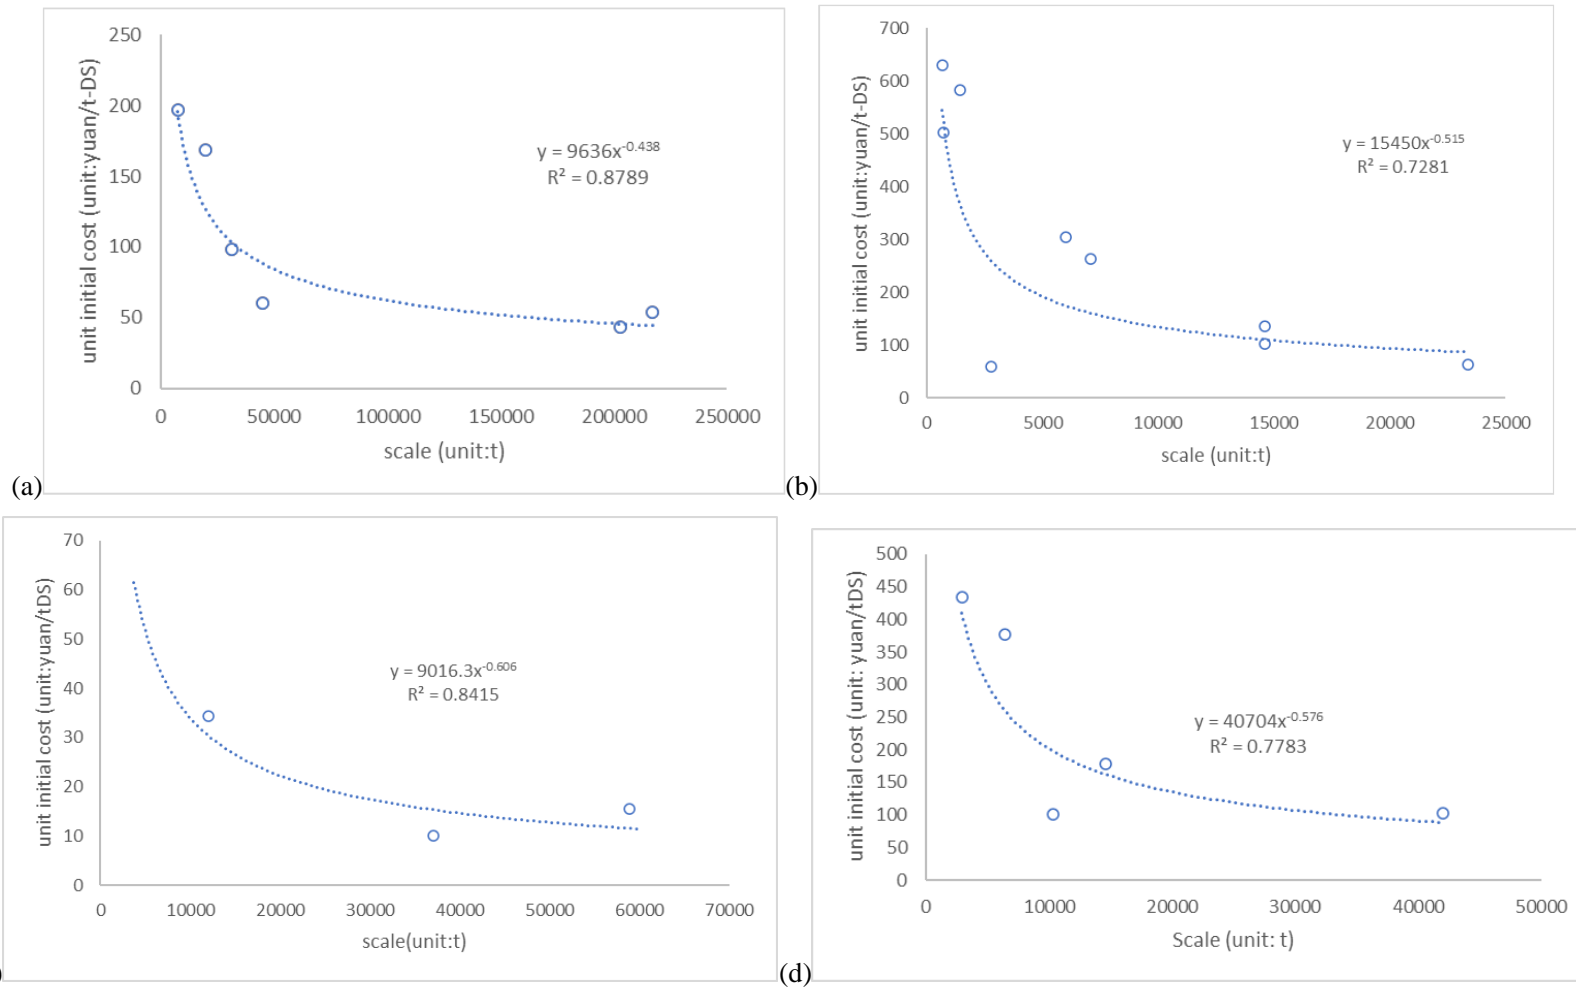 250
200
150
100
50
0
unit initial cost (unit:yuan/t-DS)
y = 9636x^-0.438
R² = 0.8789
0 50000 100000 150000 200000 250000
scale (unit:t)
(a)
700
600
500
400
300
200
100
0
unit initial cost (unit:yuan/t-DS)
y = 15450x^-0.515
R² = 0.7281
0 5000 10000 15000 20000 25000
scale (unit:t)
(b)
70
60
50
40
30
20
10
0
unit initial cost (unit:yuan/tDS)
y = 9016.3x^-0.606
R² = 0.8415
0 10000 20000 30000 40000 50000 60000 70000
scale(unit:t)
)
500
450
400
350
300
250
200
150
100
50
0
unit initial cost (unit: yuan/tDS)
y = 40704x^-0.576
R² = 0.7783
0 10000 20000 30000 40000 50000
Scale (unit: t)
(d)